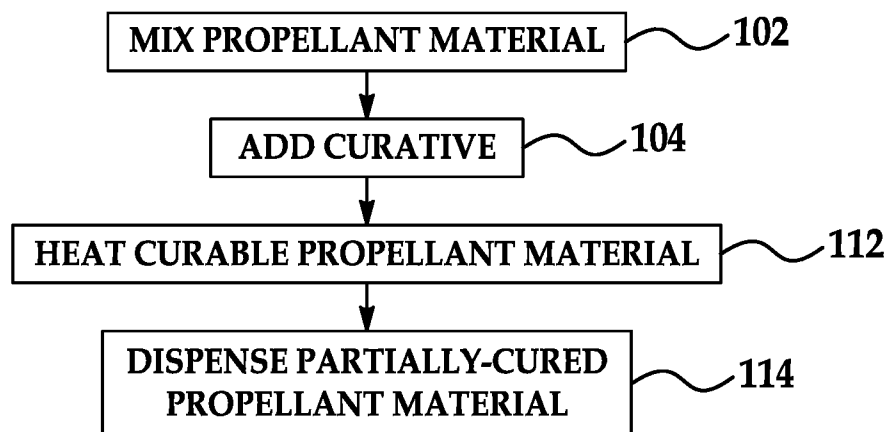 MIX PROPELLANT MATERIAL 102
ADD CURATIVE 104
HEAT CURABLE PROPELLANT MATERIAL 112
DISPENSE PARTIALLY-CURED
PROPELLANT MATERIAL
114